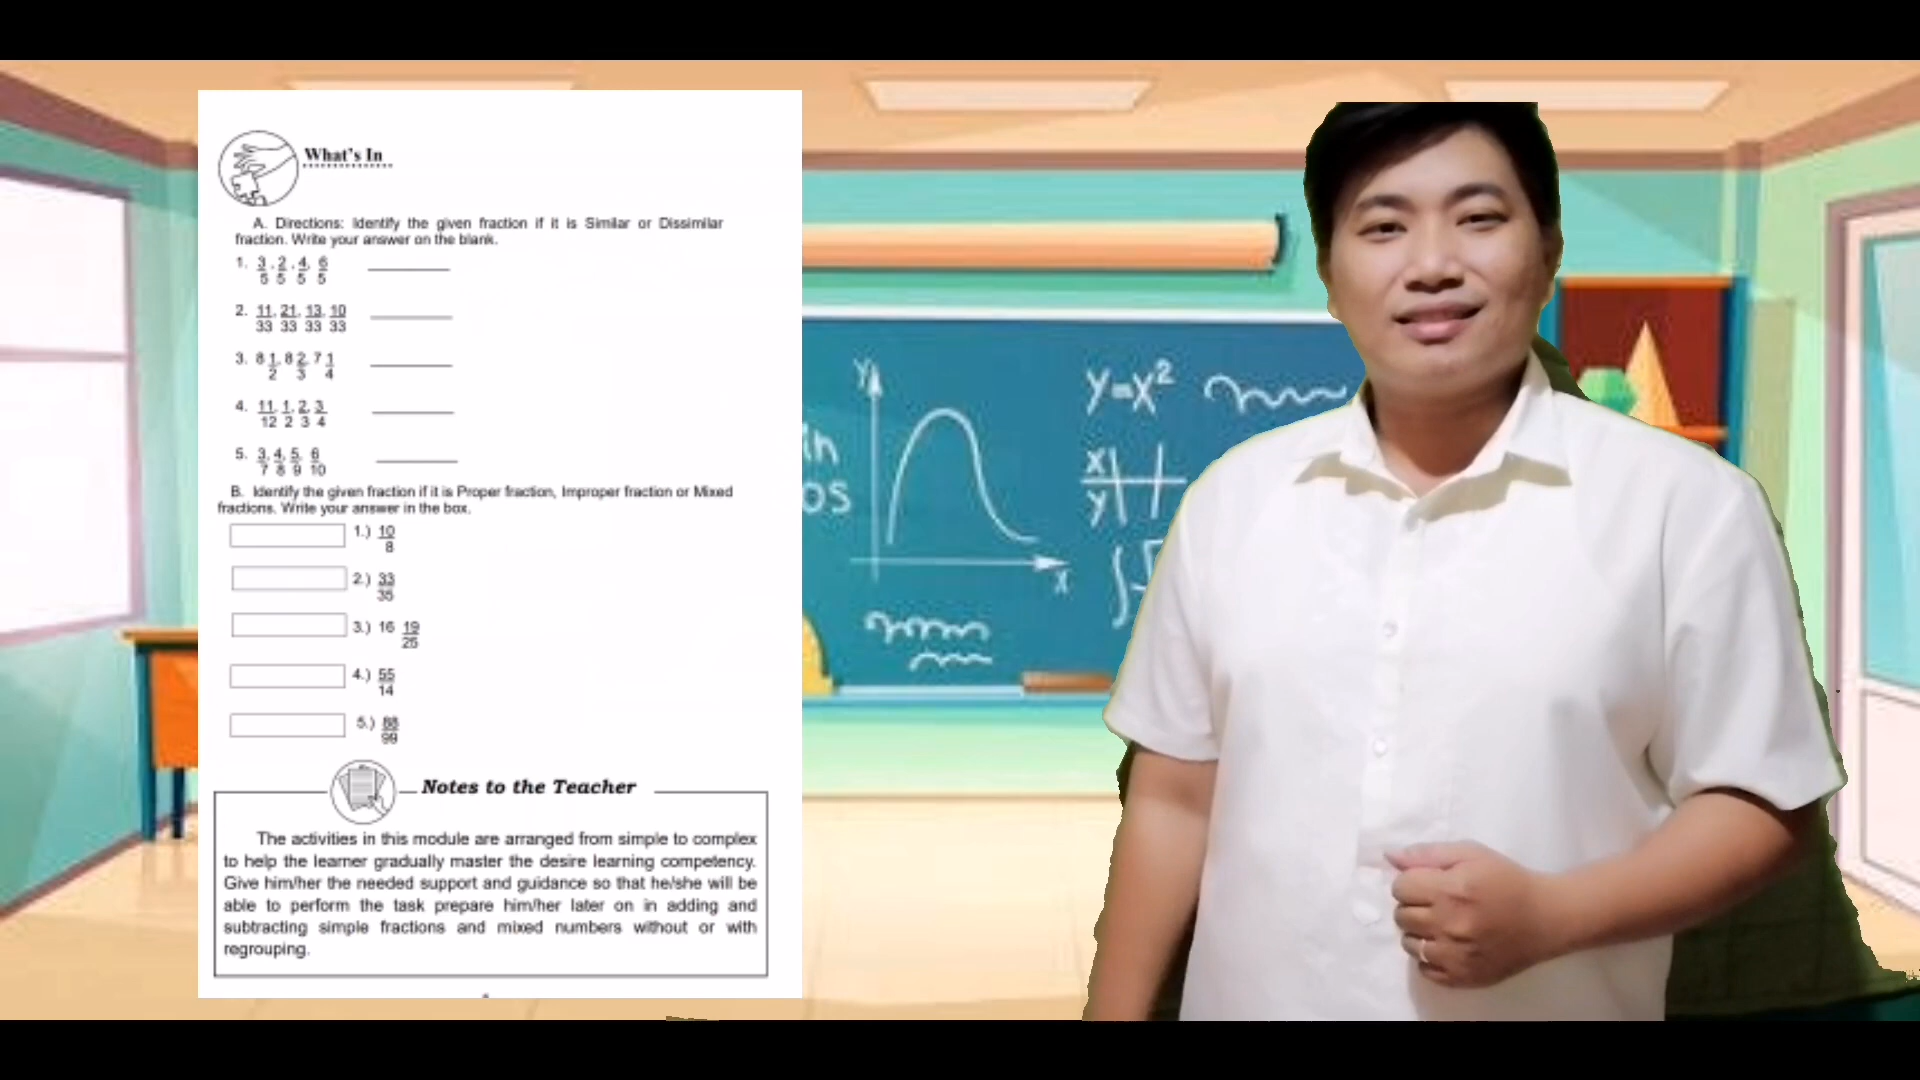 What's In
A. Directions: Identify the given fraction if it is Similar or Dissimilar
fraction. Write your answer on the blank.
1. 3/5, 2/5, 4/5, 6/5 __________
2. 11/33, 21/33, 13/33, 10/33 __________
3. 8 1/2, 8 2/3, 7 1/4 __________
4. 11/12, 1/2, 2/3, 3/4 __________
5. 3/7, 4/8, 5/9, 6/10 __________
B. Identify the given fraction if it is Proper fraction, Improper fraction or Mixed
fractions. Write your answer in the box.
1.) 10/8
2.) 33/35
3.) 16 19/25
4.) 55/14
5.) 88/99
Notes to the Teacher
The activities in this module are arranged from simple to complex
to help the learner gradually master the desire learning competency.
Give him/her the needed support and guidance so that he/she will be
able to perform the task prepare him/her later on in adding and
subtracting simple fractions and mixed numbers without or with
regrouping.
in
os
y
x
y=x²
x
y